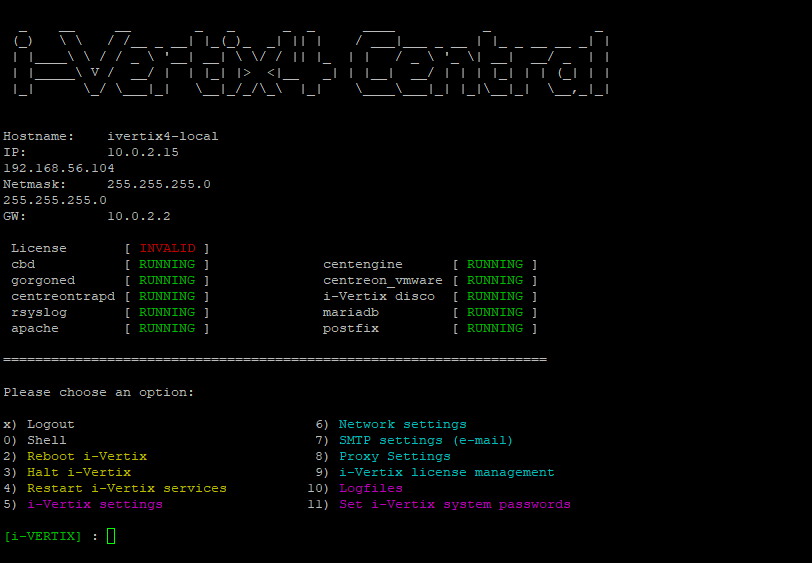 i-Vertix4 Central
Hostname: ivertix4-local
IP: 10.0.2.15
192.168.56.104
Netmask: 255.255.255.0
255.255.255.0
GW: 10.0.2.2
License [ INVALID ]
cbd [ RUNNING ] centengine [ RUNNING ]
gorgoned [ RUNNING ] centreon_vmware [ RUNNING ]
centreontrapd [ RUNNING ] i-Vertix disco [ RUNNING ]
rsyslog [ RUNNING ] mariadb [ RUNNING ]
apache [ RUNNING ] postfix [ RUNNING ]
====================================================================
Please choose an option:
x) Logout 6) Network settings
0) Shell 7) SMTP settings (e-mail)
2) Reboot i-Vertix 8) Proxy Settings
3) Halt i-Vertix 9) i-Vertix license management
4) Restart i-Vertix services 10) Logfiles
5) i-Vertix settings 11) Set i-Vertix system passwords
[i-VERTIX] :